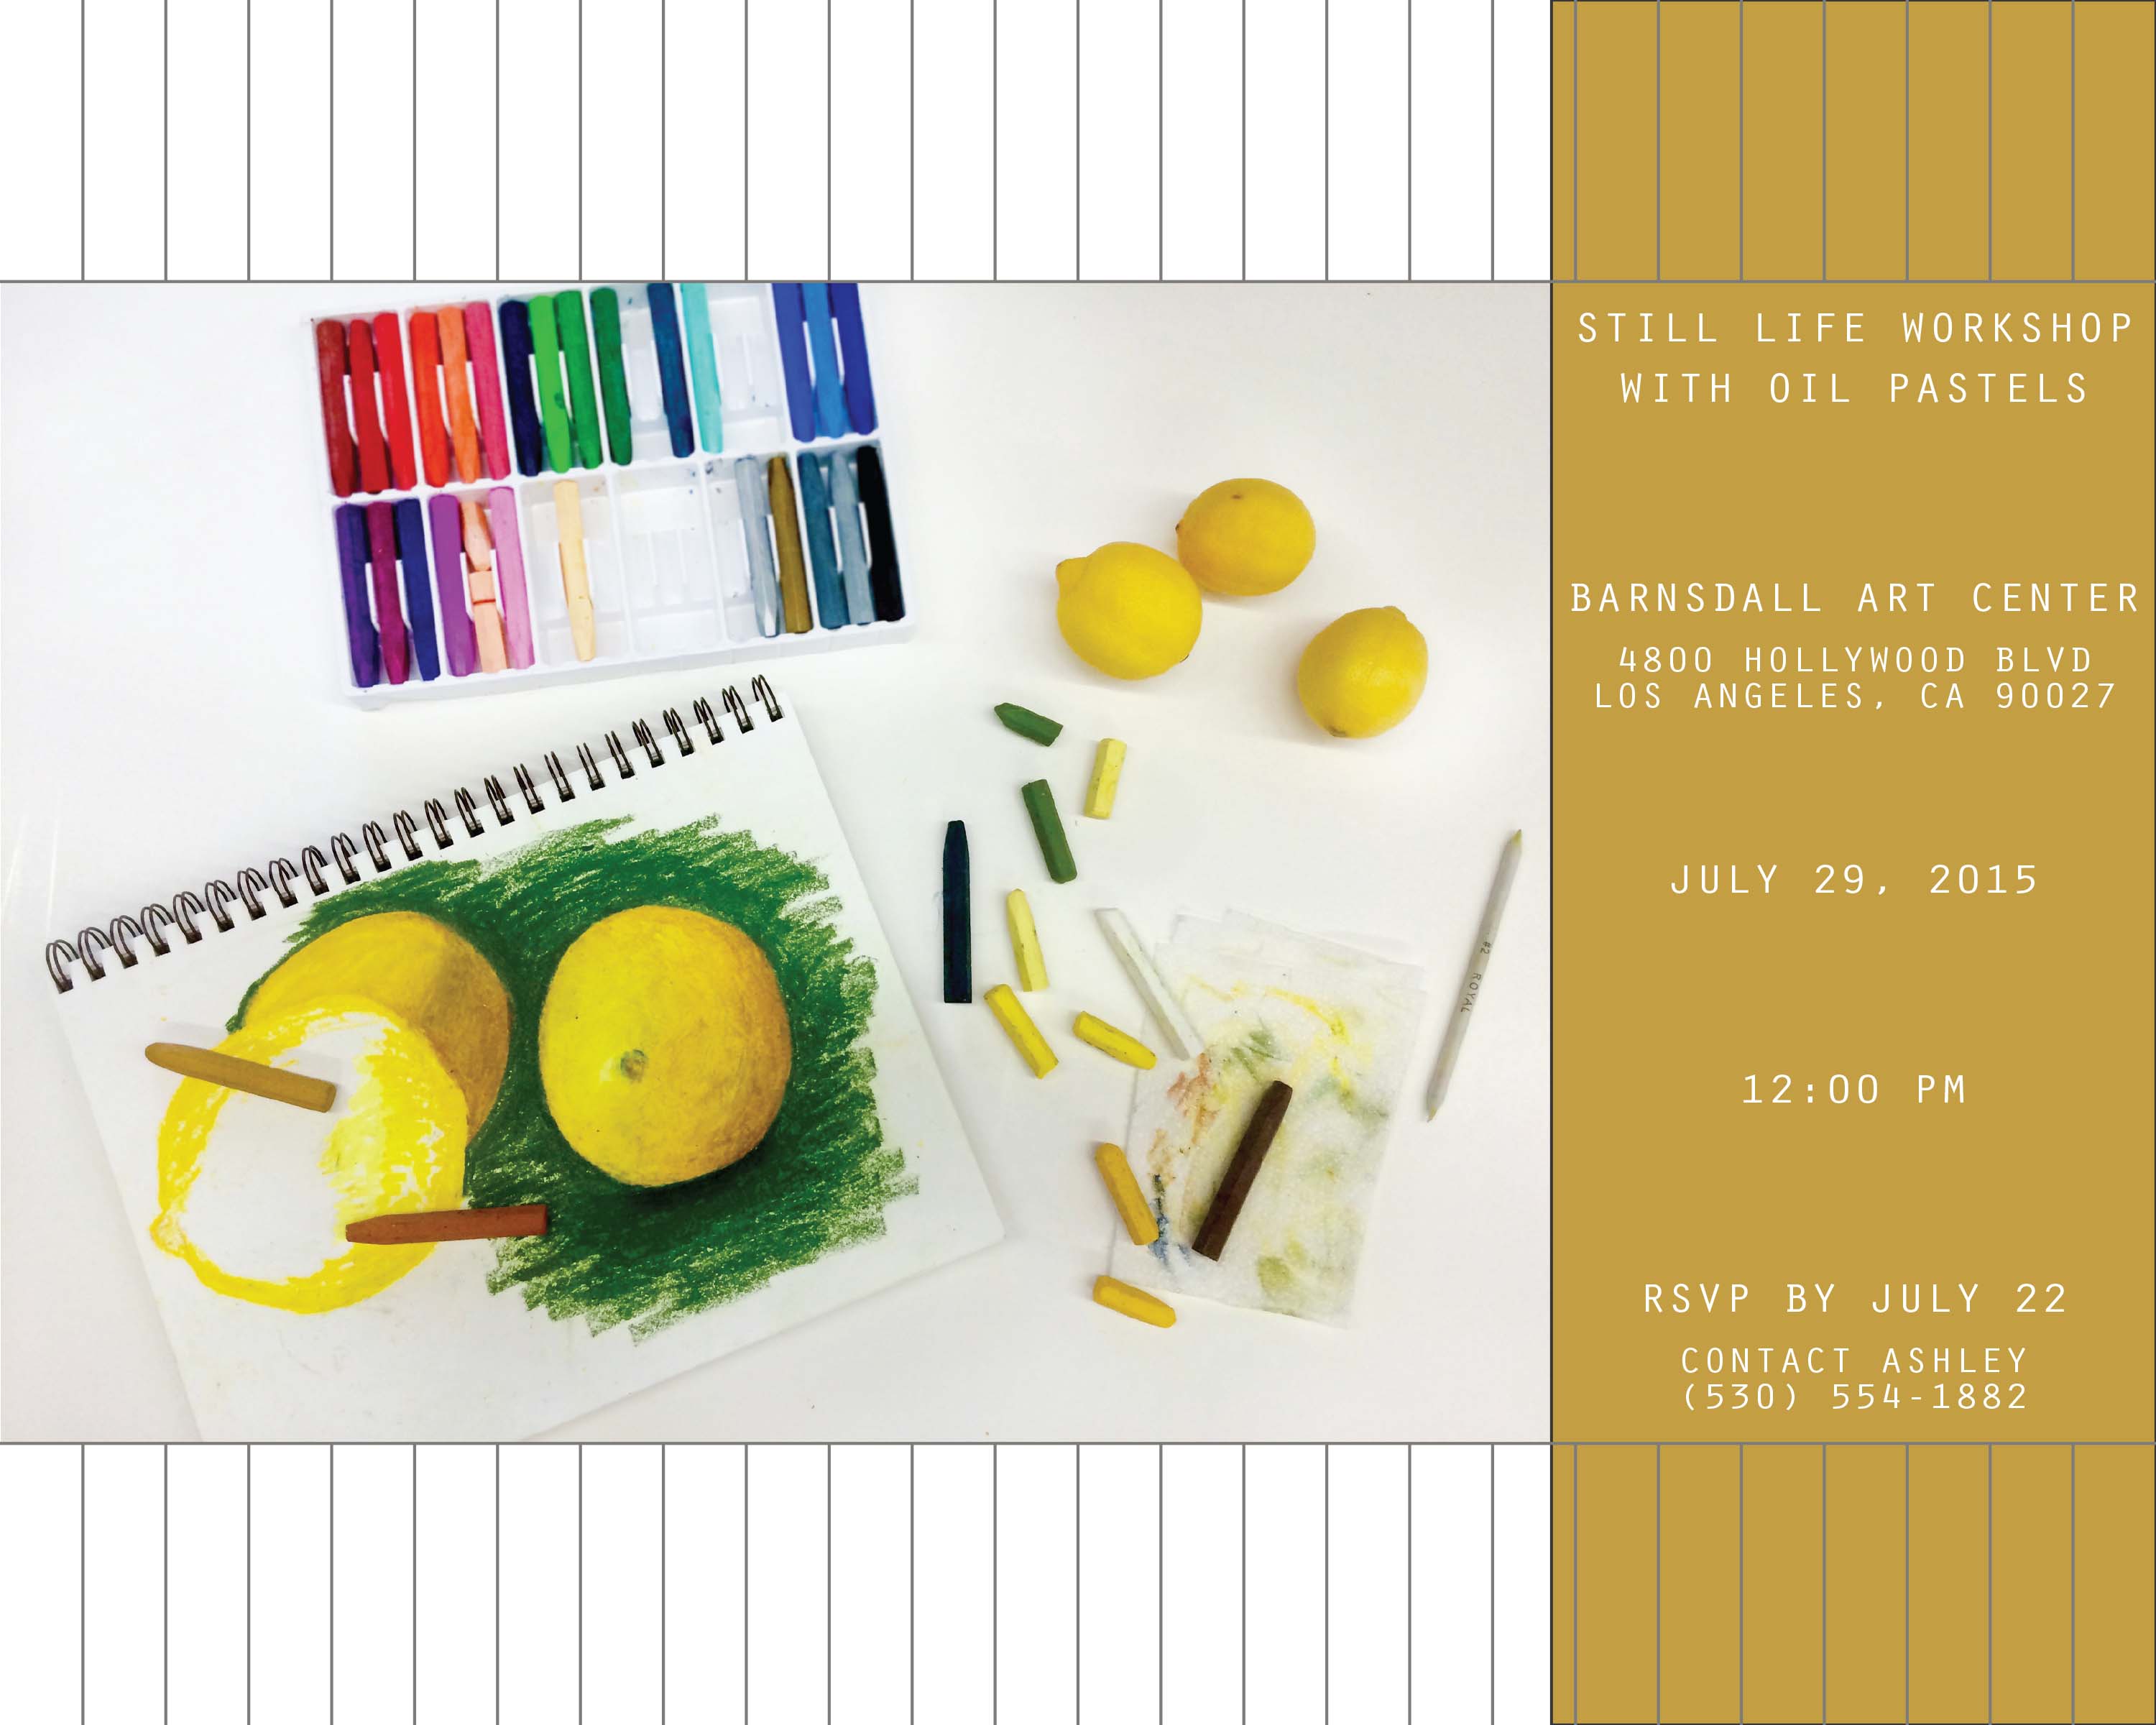 STILL LIFE WORKSHOP
WITH OIL PASTELS
BARNSDALL ART CENTER
4800 HOLLYWOOD BLVD
LOS ANGELES, CA 90027
JULY 29, 2015
12:00 PM
RSVP BY JULY 22
CONTACT ASHLEY
(530) 554-1882
#2 ROYAL